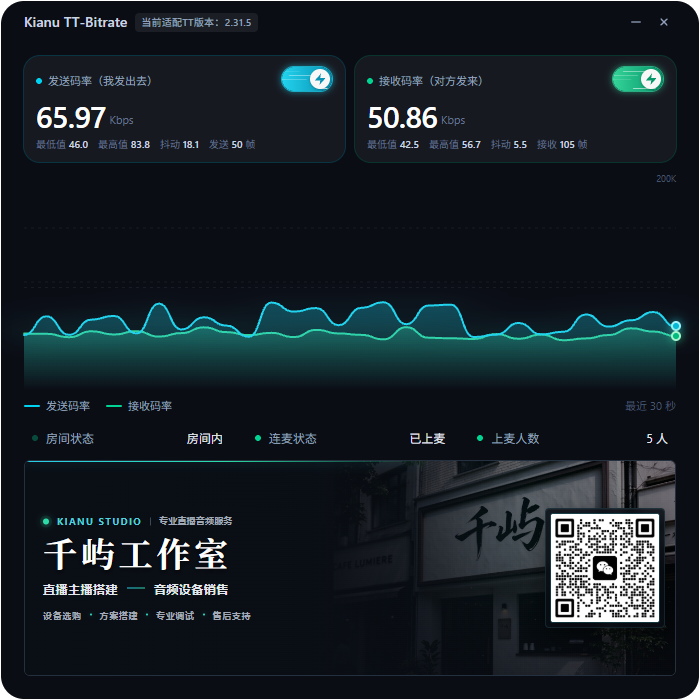 Kianu TT-Bitrate 当前适配TT版本：2.31.5
发送码率（我发出去）
65.97 Kbps
最低值 46.0 最高值 83.8 抖动 18.1 发送 50 帧
接收码率（对方发来）
50.86 Kbps
最低值 42.5 最高值 56.7 抖动 5.5 接收 105 帧
200K
发送码率 接收码率 最近 30 秒
房间状态 房间内 连麦状态 已上麦 上麦人数 5 人
KIANU STUDIO | 专业直播音频服务
千屿工作室
直播主播搭建 — 音频设备销售
设备选购 · 方案搭建 · 专业调试 · 售后支持
千屿